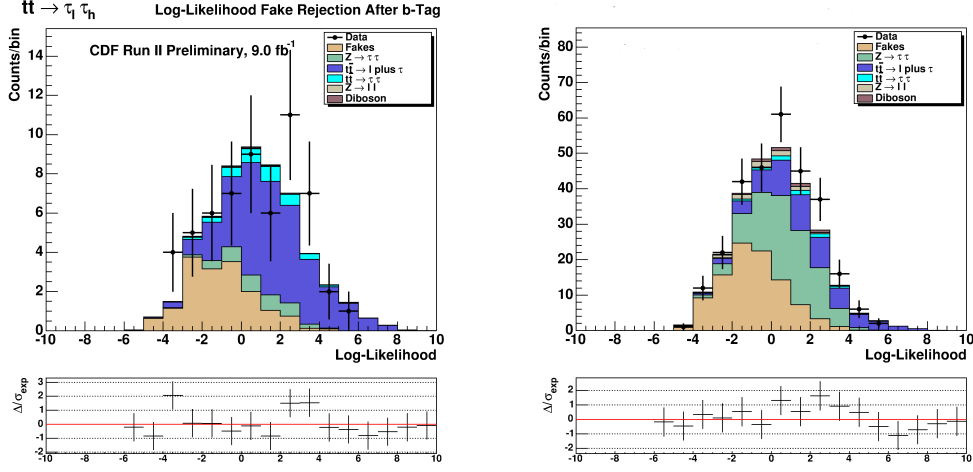 tt → τl τh
Log-Likelihood Fake Rejection After b-Tag
Counts/bin
CDF Run II Preliminary, 9.0 fb-1
Data
Fakes
Z → τ τ
tt → l plus τ
tt → τ τ
Z → l l
Diboson
14
12
10
8
6
4
2
0
-10 -8 -6 -4 -2 0 2 4 6 8 10
Log-Likelihood
Δ/σexp
3
2
1
0
-1
-2
-10 -8 -6 -4 -2 0 2 4 6 8 10
Counts/bin
Data
Fakes
Z → τ τ
tt → l plus τ
tt → τ τ
Z → l l
Diboson
80
70
60
50
40
30
20
10
0
-10 -8 -6 -4 -2 0 2 4 6 8 10
Log-Likelihood
Δ/σexp
2
1
0
-1
-2
-10 -8 -6 -4 -2 0 2 4 6 8 10